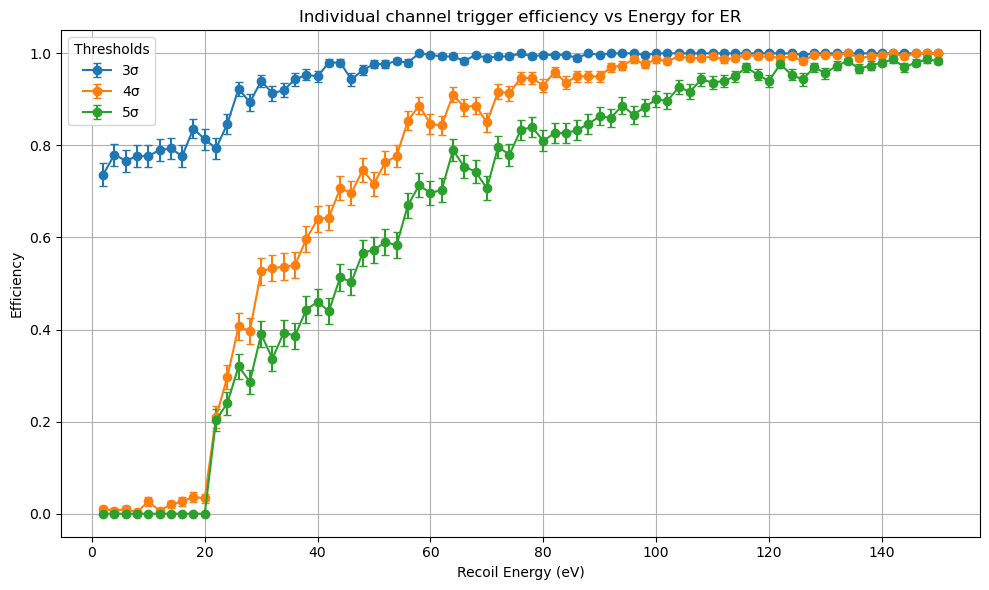 Individual channel trigger efficiency vs Energy for ER
Thresholds
3σ
4σ
5σ
1.0
0.8
0.6
0.4
0.2
0.0
Efficiency
0 20 40 60 80 100 120 140
Recoil Energy (eV)